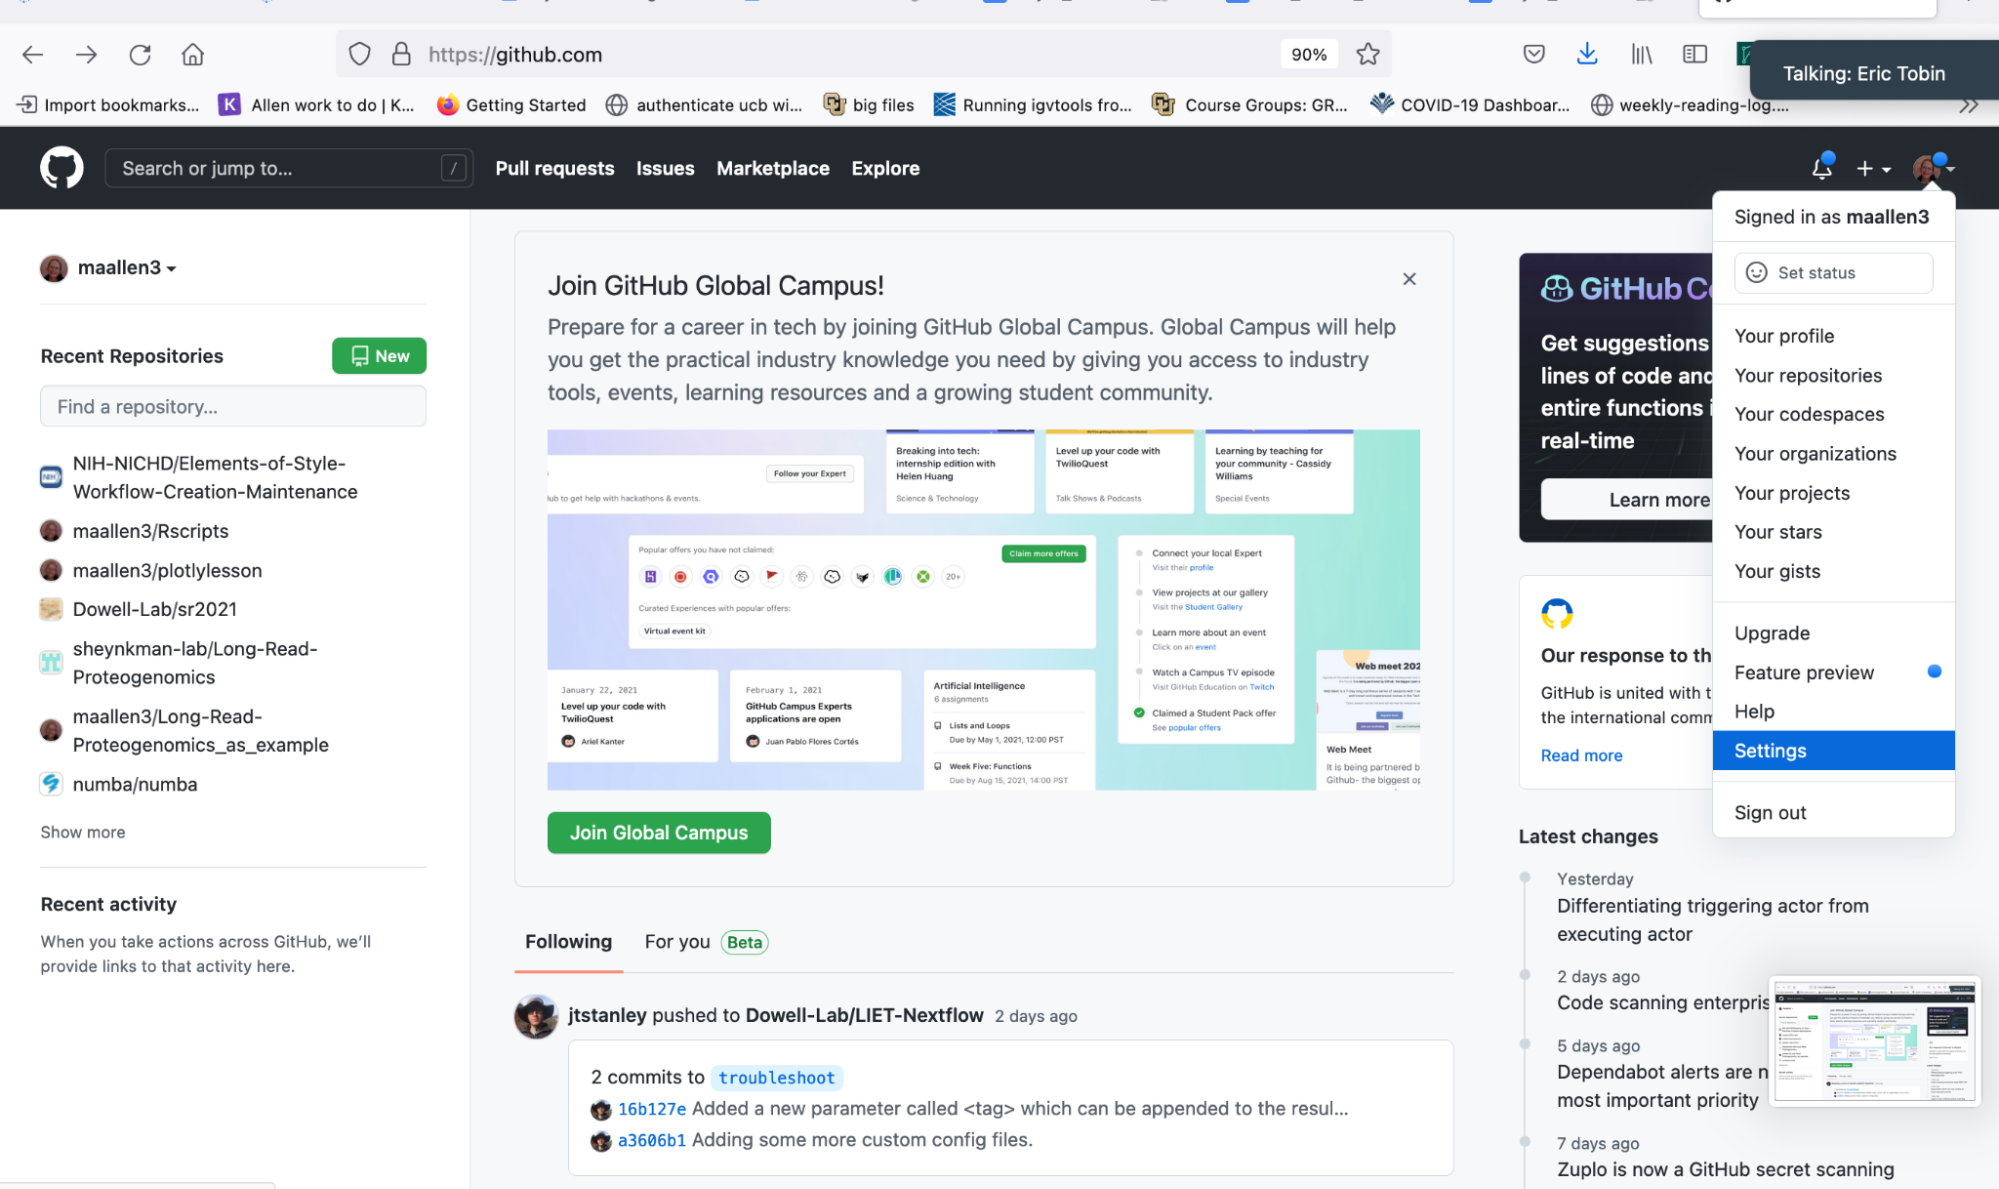 https://github.com
90%
Talking: Eric Tobin
Import bookmarks...
K
Allen work to do | K...
Getting Started
authenticate ucb w...
big files
Running igvtools fro...
Course Groups: GR...
COVID-19 Dashboar...
weekly-reading-log....
Search or jump to...
/
Pull requests
Issues
Marketplace
Explore
Signed in as maallen3
Set status
Your profile
Your repositories
Your codespaces
Your organizations
Your projects
Your stars
Your gists
Upgrade
Feature preview
Help
Settings
Sign out
maallen3
Recent Repositories
New
Find a repository...
NIH-NICHD/Elements-of-Style-
Workflow-Creation-Maintenance
maallen3/Rscripts
maallen3/plotlylesson
Dowell-Lab/sr2021
sheynkman-lab/Long-Read-
Proteogenomics
maallen3/Long-Read-
Proteogenomics_as_example
numba/numba
Show more
Recent activity
When you take actions across GitHub, we'll
provide links to that activity here.
Join GitHub Global Campus!
Prepare for a career in tech by joining GitHub Global Campus. Global Campus will help
you get the practical industry knowledge you need by giving you access to industry
tools, events, learning resources and a growing student community.
Follow your Expert
lub to get help with hackathons & events.
Breaking into tech:
internship edition with
Helen Huang
Science & Technology
Level up your code with
TwilioQuest
Talk Shows & Podcasts
Learning by teaching for
your community - Cassidy
Williams
Special Events
Popular offers you have not claimed:
Claim more offers
20+
Curated Experiences with popular offers:
Virtual event kit
Connect your local Expert
Visit their profile
View projects at our gallery
Visit the Student Gallery
Learn more about an event
Click on an event
Watch a Campus TV episode
Visit GitHub Education on Twitch
Claimed a Student Pack offer
See popular offers
January 22, 2021
Level up your code with
TwilioQuest
Ariel Kanter
February 1, 2021
GitHub Campus Experts
applications are open
Juan Pablo Flores Cortés
Artificial Intelligence
6 assignments
Lists and Loops
Due by May 1, 2021, 12:00 PST
Week Five: Functions
Due by Aug 15, 2021, 14:00 PST
Web meet 202
Web Meet
It is being partnered b
Github- the biggest op
Join Global Campus
Following
For you
Beta
jtstanley pushed to Dowell-Lab/LIET-Nextflow 2 days ago
2 commits to troubleshoot
16b127e Added a new parameter called <tag> which can be appended to the resul...
a3606b1 Adding some more custom config files.
GitHub Co
Get suggestions
lines of code and
entire functions i
real-time
Learn more
Our response to th
GitHub is united with t
the international comm
Read more
Latest changes
Yesterday
Differentiating triggering actor from
executing actor
2 days ago
Code scanning enterpris
5 days ago
Dependabot alerts are n
most important priority
7 days ago
Zuplo is now a GitHub secret scanning